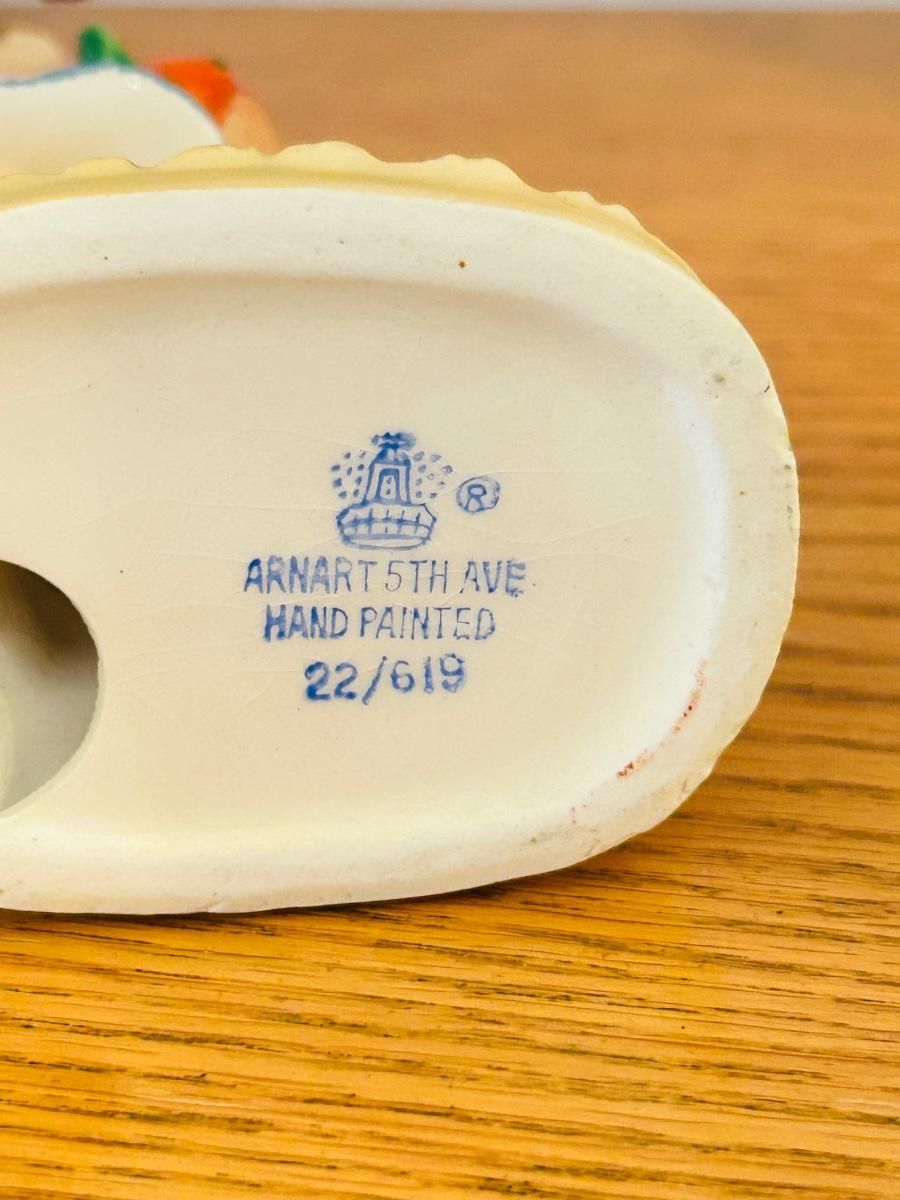 ®
ARNART 5TH AVE
HAND PAINTED
22/619